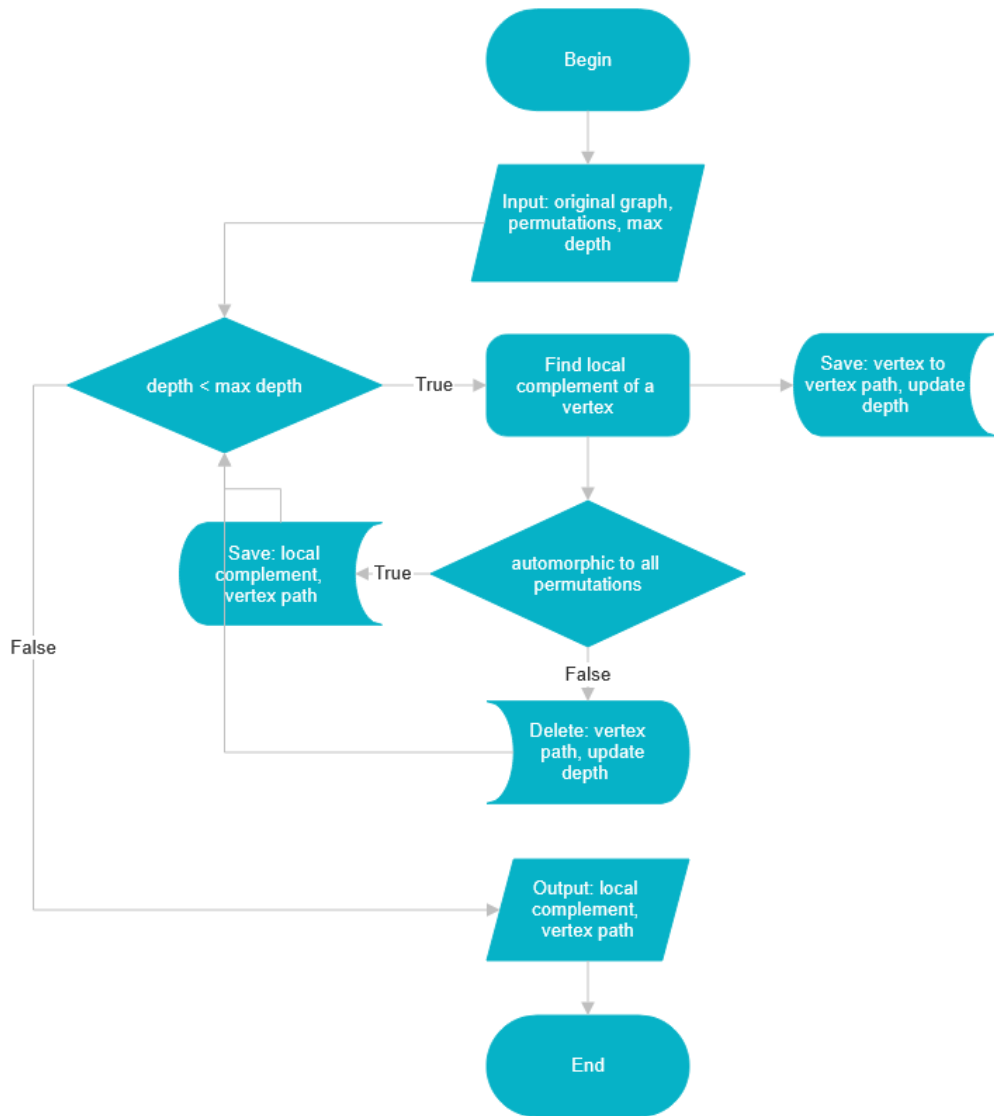 Begin
Input: original graph,
permutations, max
depth
depth < max depth
True
Find local
complement of a
vertex
Save: vertex to
vertex path, update
depth
automorphic to all
permutations
True
Save: local
complement,
vertex path
False
False
Delete: vertex
path, update
depth
Output: local
complement,
vertex path
End